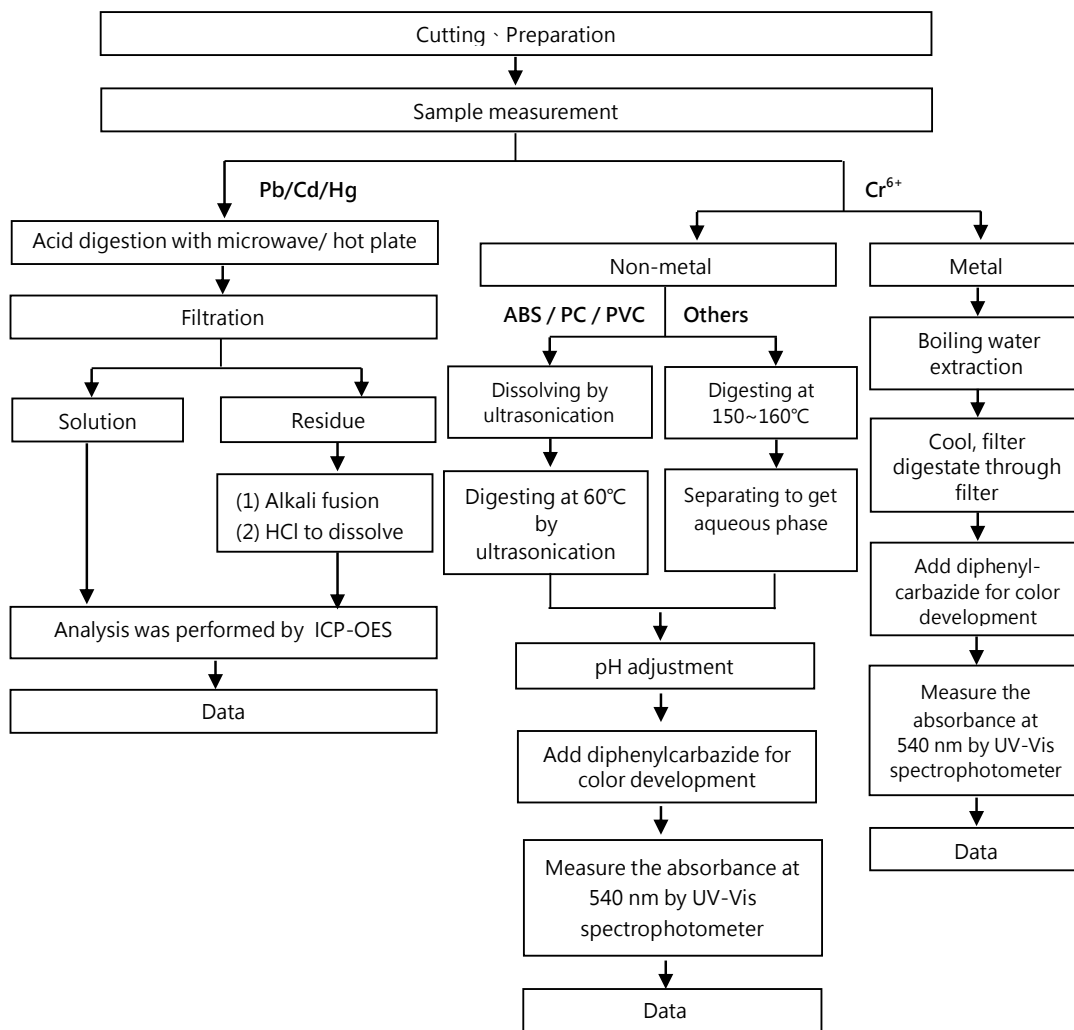 Cutting、Preparation
Sample measurement
Pb/Cd/Hg
Acid digestion with microwave/ hot plate
Filtration
Solution
Residue
(1) Alkali fusion
(2) HCl to dissolve
Analysis was performed by ICP-OES
Data
Cr⁶⁺
Non-metal
ABS / PC / PVC
Others
Dissolving by
ultrasonication
Digesting at 60℃
by
ultrasonication
Digesting at
150~160℃
Separating to get
aqueous phase
pH adjustment
Add diphenylcarbazide for
color development
Measure the absorbance at
540 nm by UV-Vis
spectrophotometer
Data
Metal
Boiling water
extraction
Cool, filter
digestate through
filter
Add diphenyl-
carbazide for color
development
Measure the
absorbance at
540 nm by UV-Vis
spectrophotometer
Data